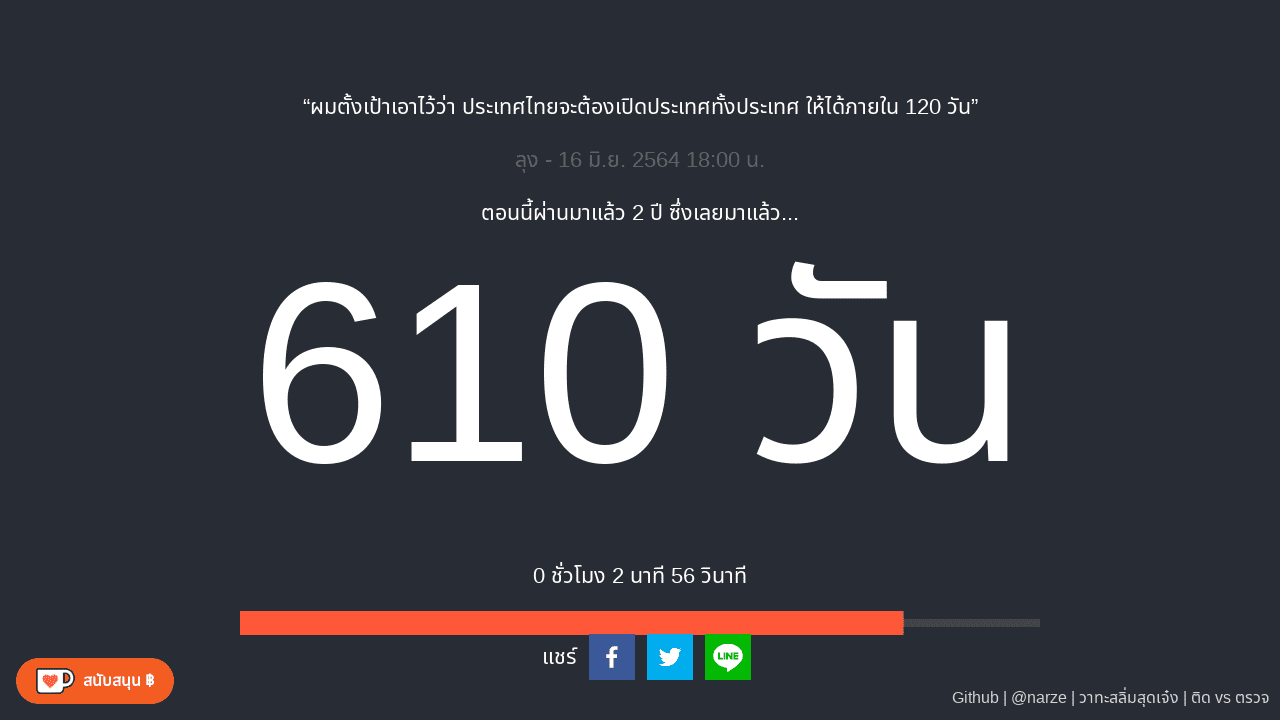 “ผมตั้งเป้าเอาไว้ว่า ประเทศไทยจะต้องเปิดประเทศทั้งประเทศ ให้ได้ภายใน 120 วัน”
ลุง - 16 มิ.ย. 2564 18:00 น.
ตอนนี้ผ่านมาแล้ว 2 ปี ซึ่งเลยมาแล้ว...
610 วัน
0 ชั่วโมง 2 นาที 56 วินาที
แชร์
LINE
สนับสนุน ฿
Github | @narze | วาทะสลิ่มสุดเจ๋ง | ติด vs ตรวจ